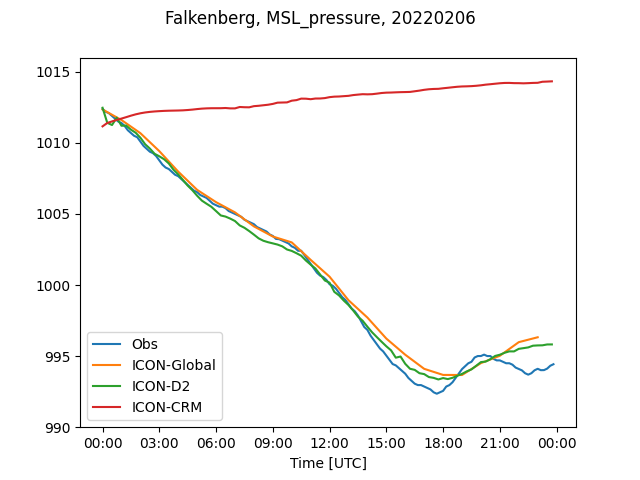 Falkenberg, MSL_pressure, 20220206
1015
1010
1005
1000
995
990
Obs
ICON-Global
ICON-D2
ICON-CRM
00:00 03:00 06:00 09:00 12:00 15:00 18:00 21:00 00:00
Time [UTC]